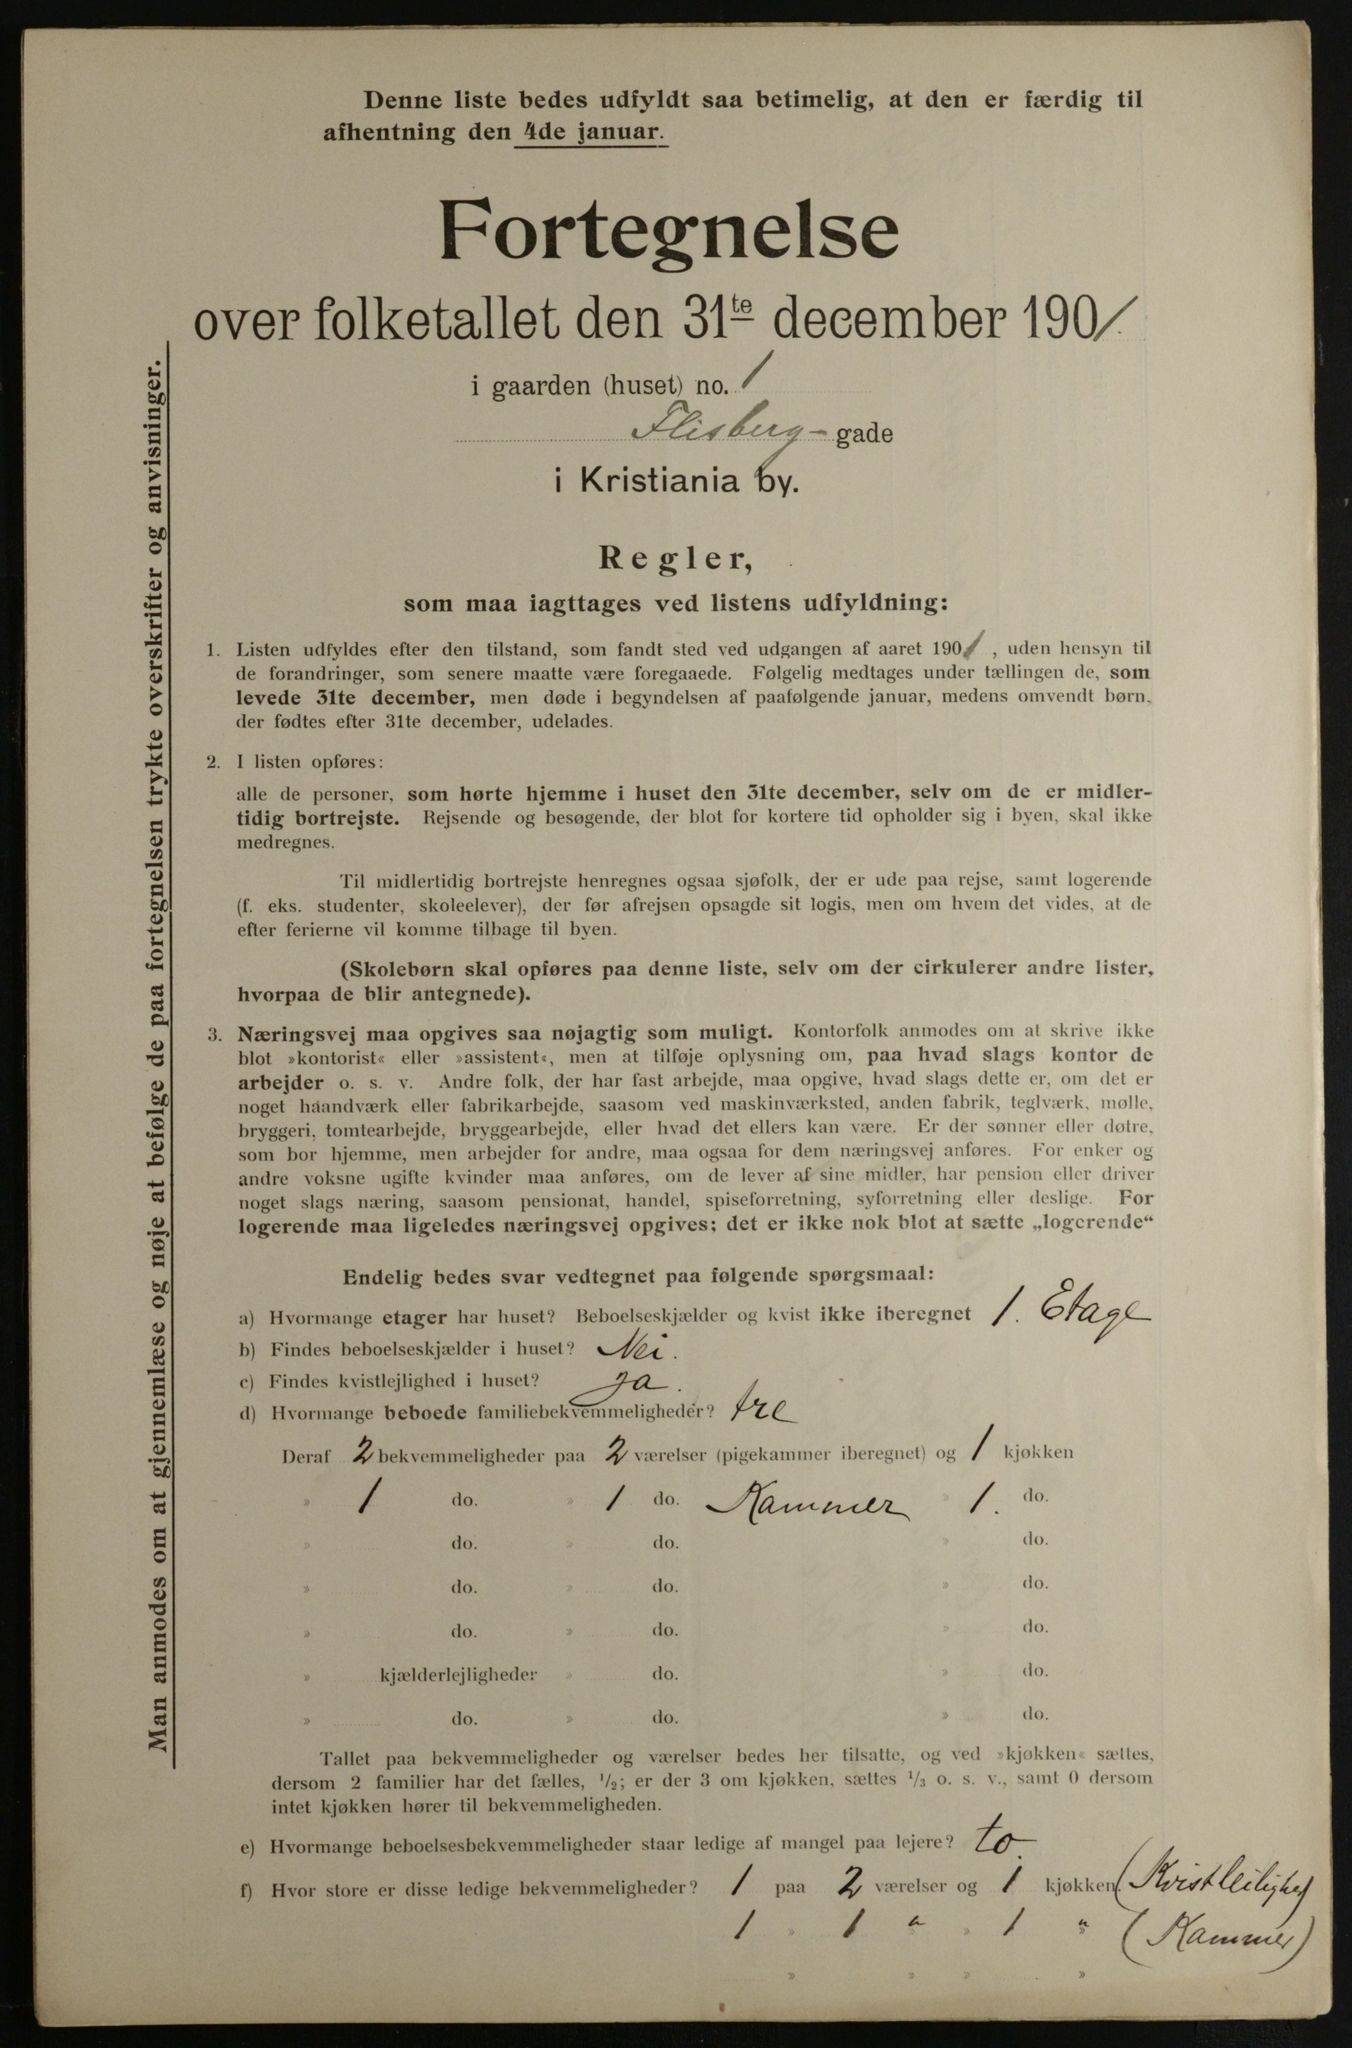 Denne liste bedes udfyldt saa betimelig, at den er færdig til
afhentning den 4de januar.
Fortegnelse
over folketallet den 31te december 1901.
i gaarden (huset) no. 1
Flisberg-gade
i Kristiania by.
Regler,
som maa iagttages ved listens udfyldning:
1. Listen udfyldes efter den tilstand, som fandt sted ved udgangen af aaret 1901, uden hensyn til
de forandringer, som senere maatte være foregaaede. Følgelig medtages under tællingen de, som
levede 31te december, men døde i begyndelsen af paafølgende januar, medens omvendt børn,
der fødtes efter 31te december, udelades.
2. I listen opføres:
alle de personer, som hørte hjemme i huset den 31te december, selv om de er midler-
tidig bortrejste. Rejsende og besøgende, der blot for kortere tid opholder sig i byen, skal ikke
medregnes.
Til midlertidig bortrejste henregnes ogsaa sjøfolk, der er ude paa rejse, samt logerende
(f. eks. studenter, skoleelever), der før afrejsen opsagde sit logis, men om hvem det vides, at de
efter ferierne vil komme tilbage til byen.
(Skolebørn skal opføres paa denne liste, selv om der cirkulerer andre lister,
hvorpaa de blir antegnede).
3. Næringsvej maa opgives saa nøjagtig som muligt. Kontorfolk anmodes om at skrive ikke
blot »kontorist« eller »assistent«, men at tilføje oplysning om, paa hvad slags kontor de
arbejder o. s. v. Andre folk, der har fast arbejde, maa opgive, hvad slags dette er, om det er
noget haandværk eller fabrikarbejde, saasom ved maskinværksted, anden fabrik, teglværk, mølle,
bryggeri, tomtearbejde, bryggearbejde, eller hvad det ellers kan være. Er der sønner eller døtre,
som bor hjemme, men arbejder for andre, maa ogsaa for dem næringsvej anføres. For enker og
andre voksne ugifte kvinder maa anføres, om de lever af sine midler, har pension eller driver
noget slags næring, saasom pensionat, handel, spiseforretning, syforretning eller deslige. For
logerende maa ligeledes næringsvej opgives; det er ikke nok blot at sætte „logerende“
Endelig bedes svar vedtegnet paa følgende spørgsmaal:
a) Hvormange etager har huset? Beboelseskjælder og kvist ikke iberegnet 1. Etage
b) Findes beboelseskjælder i huset? Nei.
c) Findes kvistlejlighed i huset? ja.
d) Hvormange beboede familiebekvemmeligheder? tre
Deraf 2 bekvemmeligheder paa 2 værelser (pigekammer iberegnet) og 1 kjøkken
» 1 do. » 1 do. Kammer » 1. do.
» do. » do. » do.
» do. » do. » do.
» do. » do. » do.
» kjælderlejligheder » do. » do.
» do. » do. » do.
Tallet paa bekvemmeligheder og værelser bedes her tilsatte, og ved »kjøkken« sættes,
dersom 2 familier har det fælles, 1/2; er der 3 om kjøkken, sættes 1/3 o. s. v., samt 0 dersom
intet kjøkken hører til bekvemmeligheden.
e) Hvormange beboelsesbekvemmeligheder staar ledige af mangel paa lejere? to.
f) Hvor store er disse ledige bekvemmeligheder? 1 paa 2 værelser og 1 kjøkken. (Kvistleilighed)
1 » 1 » » 1 » (Kammer)
» » » »
Man anmodes om at gjennemlæse og nøje at befølge de paa fortegnelsen trykte overskrifter og anvisninger.